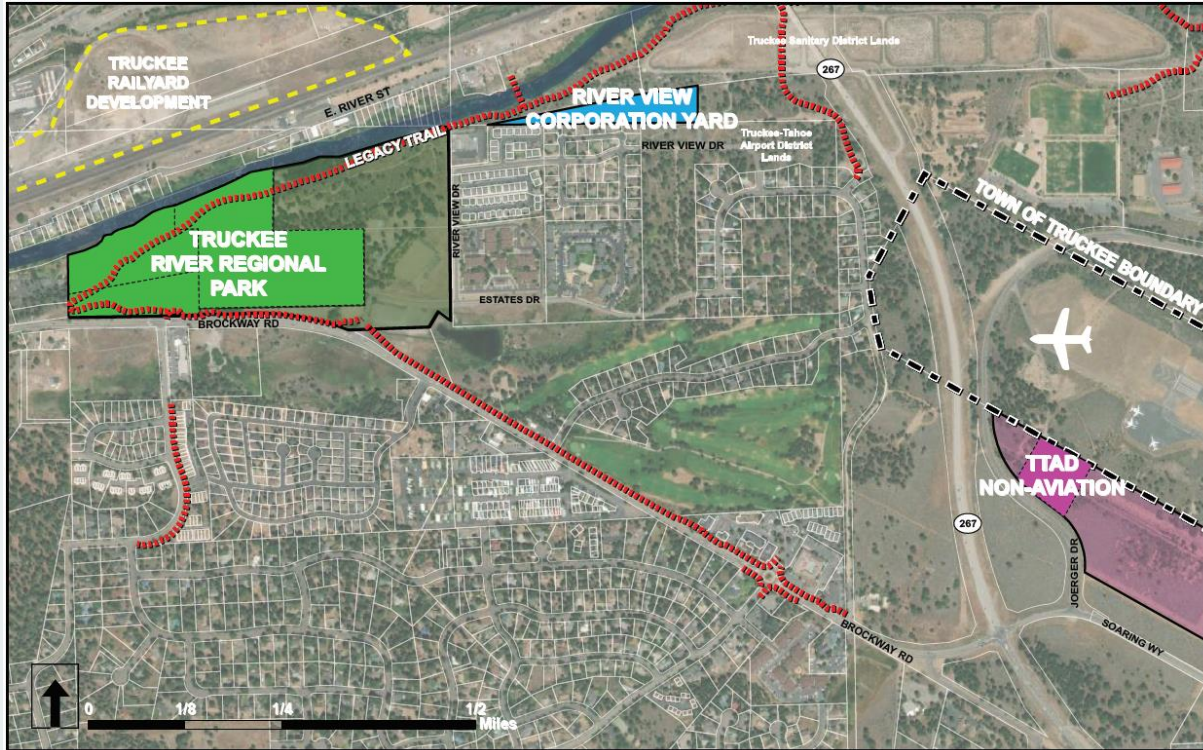 TRUCKEE
RAILYARD
DEVELOPMENT
E. RIVER ST
LEGACY TRAIL
RIVER VIEW
CORPORATION YARD
RIVER VIEW DR
Truckee Sanitary District Lands
267
Truckee-Tahoe
Airport District
Lands
TOWN OF TRUCKEE BOUNDARY
TRUCKEE
RIVER REGIONAL
PARK
RIVER VIEW DR
ESTATES DR
BROCKWAY RD
TTAD
NON-AVIATION
267
JOERGER DR
SOARING WY
BROCKWAY RD
0 1/8 1/4 1/2
Miles